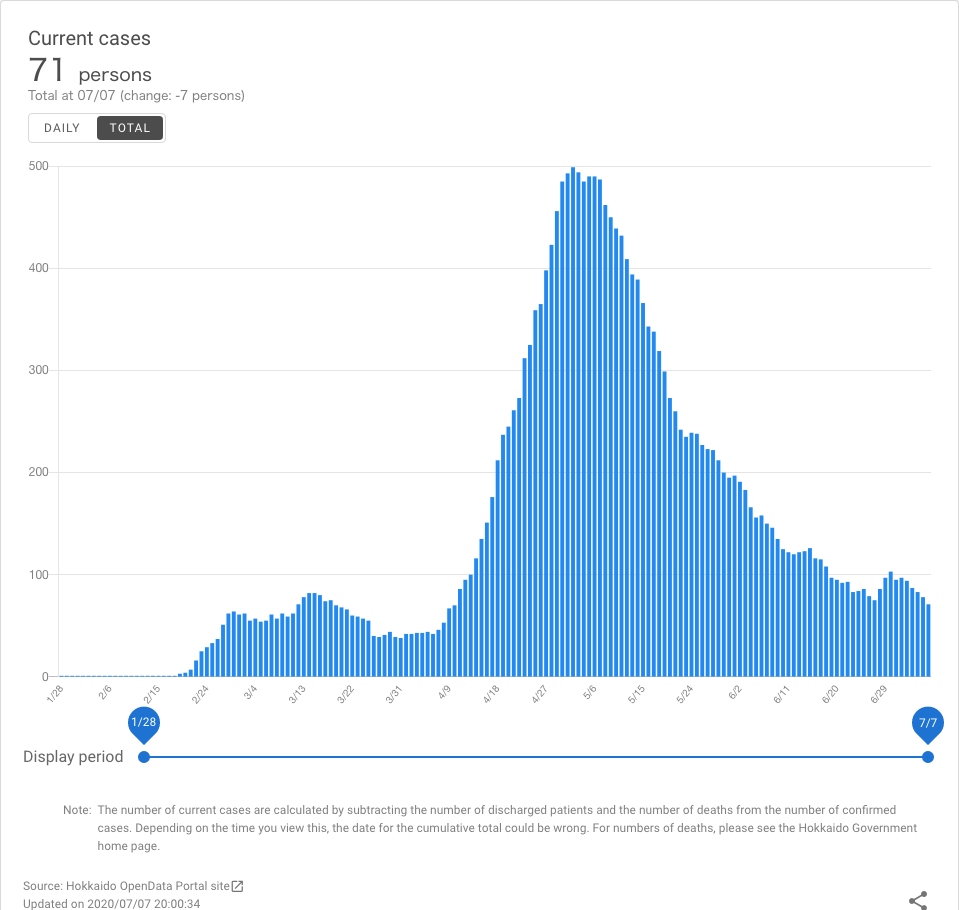 Current cases
71 persons
Total at 07/07 (change: -7 persons)
DAILY TOTAL
500
400
300
200
100
0
1/28 2/6 2/15 2/24 3/4 3/13 3/22 3/31 4/9 4/18 4/27 5/6 5/15 5/24 6/2 6/11 6/20 6/29
1/28 7/7
Display period
Note: The number of current cases are calculated by subtracting the number of discharged patients and the number of deaths from the number of confirmed
cases. Depending on the time you view this, the date for the cumulative total could be wrong. For numbers of deaths, please see the Hokkaido Government
home page.
Source: Hokkaido OpenData Portal site
Updated on 2020/07/07 20:00:34